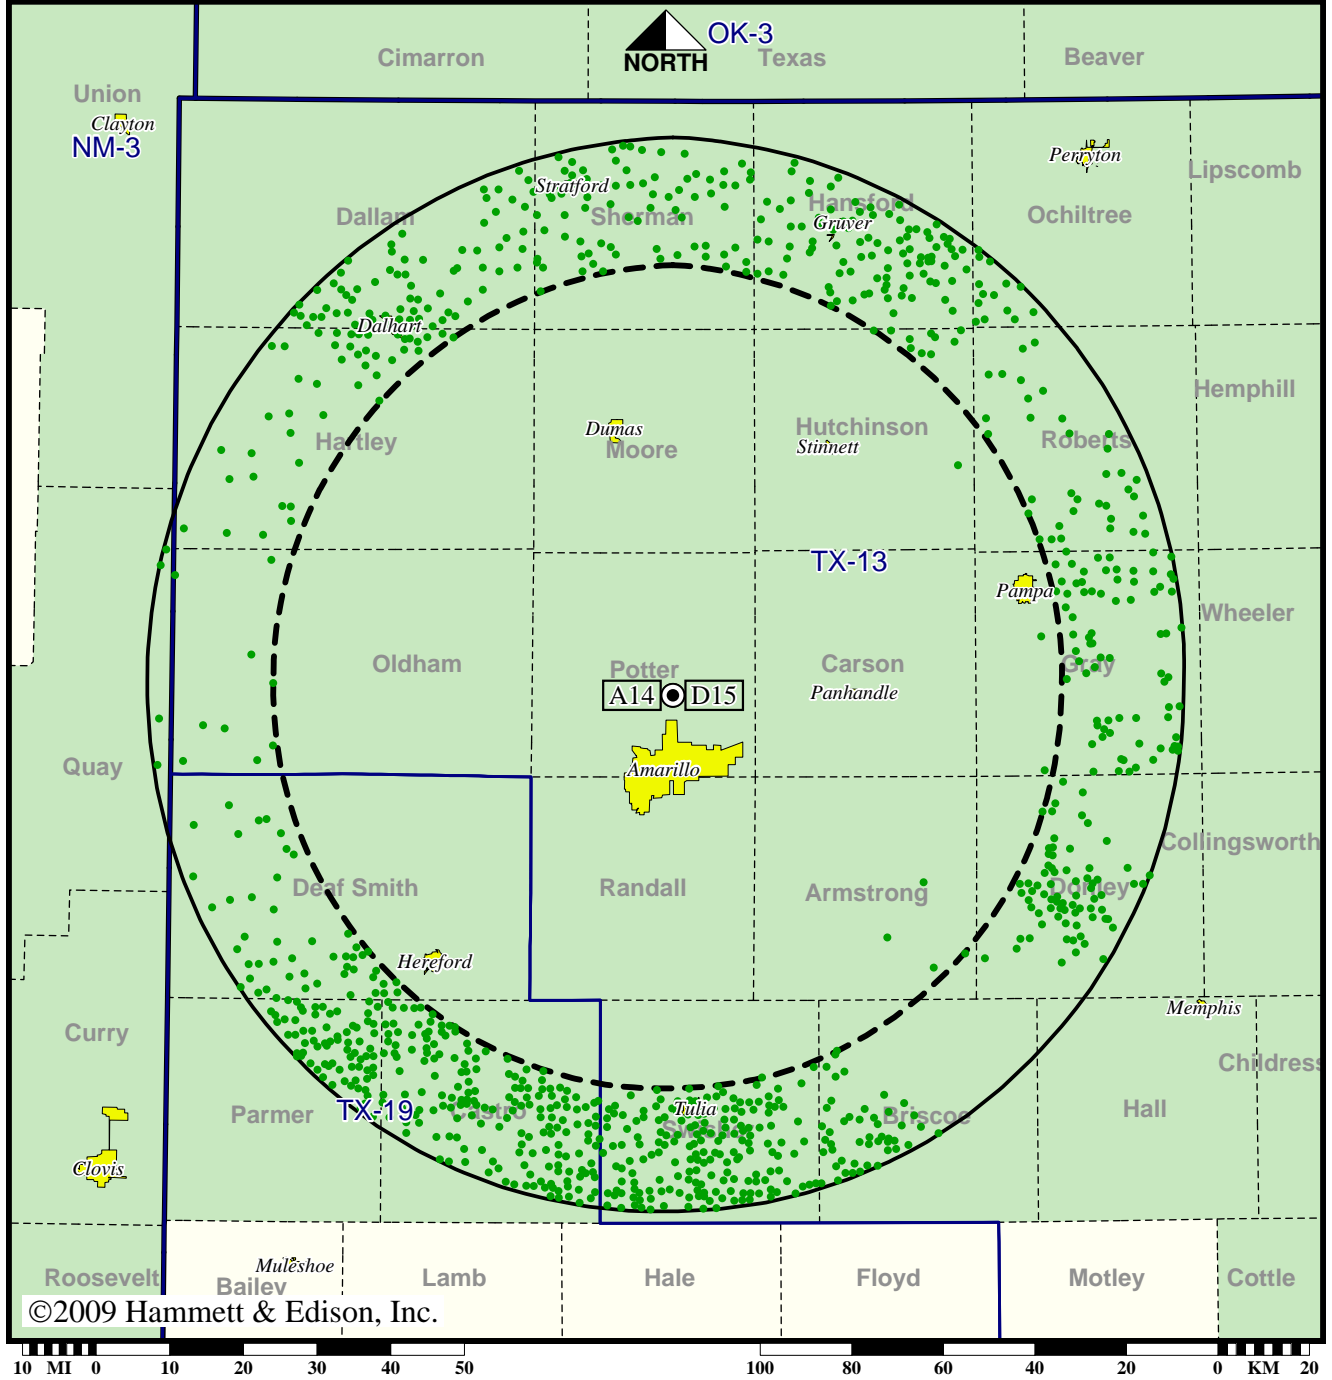 OK-3
NORTH
Cimarron
Texas
Beaver
Union
Clayton
NM-3
Perryton
Lipscomb
Stratford
Dallam
Sherman
Hansford
Gruver
Ochiltree
Dalhart
Hemphill
Dumas
Moore
Hutchinson
Stinnett
Hartley
Roberts
TX-13
Pampa
Wheeler
Oldham
Potter
Carson
Gray
Panhandle
A14
D15
Quay
Amarillo
Collingsworth
Deaf Smith
Randall
Armstrong
Donley
Hereford
Memphis
Curry
Childress
Parmer
TX-19
Castro
Tulia
Swisher
Briscoe
Hall
Clovis
Roosevelt
Muleshoe
Bailey
Lamb
Hale
Floyd
Motley
Cottle
©2009 Hammett & Edison, Inc.
10 MI 0 10 20 30 40 50
100 80 60 40 20 0 KM 20